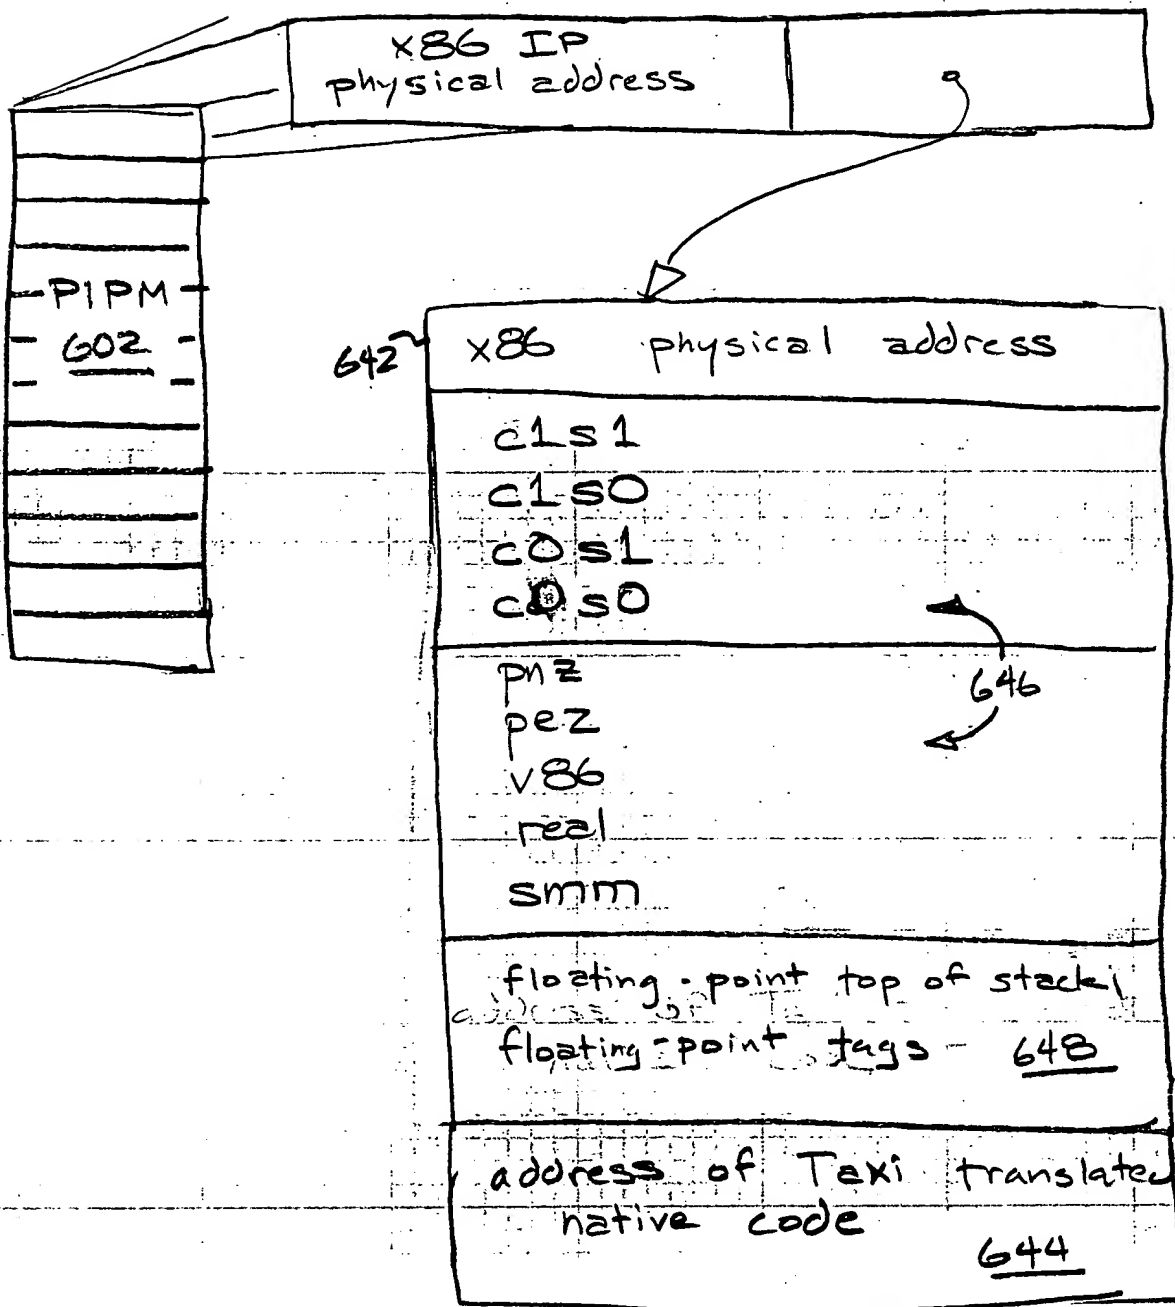 x86 IP
physical address
PIPM
602
642
x86 physical address
c1s1
c1s0
c0s1
c0s0
646
pnz
pez
v86
real
smm
floating-point top of stack
floating-point tags 648
address of Taxi translated
native code
644